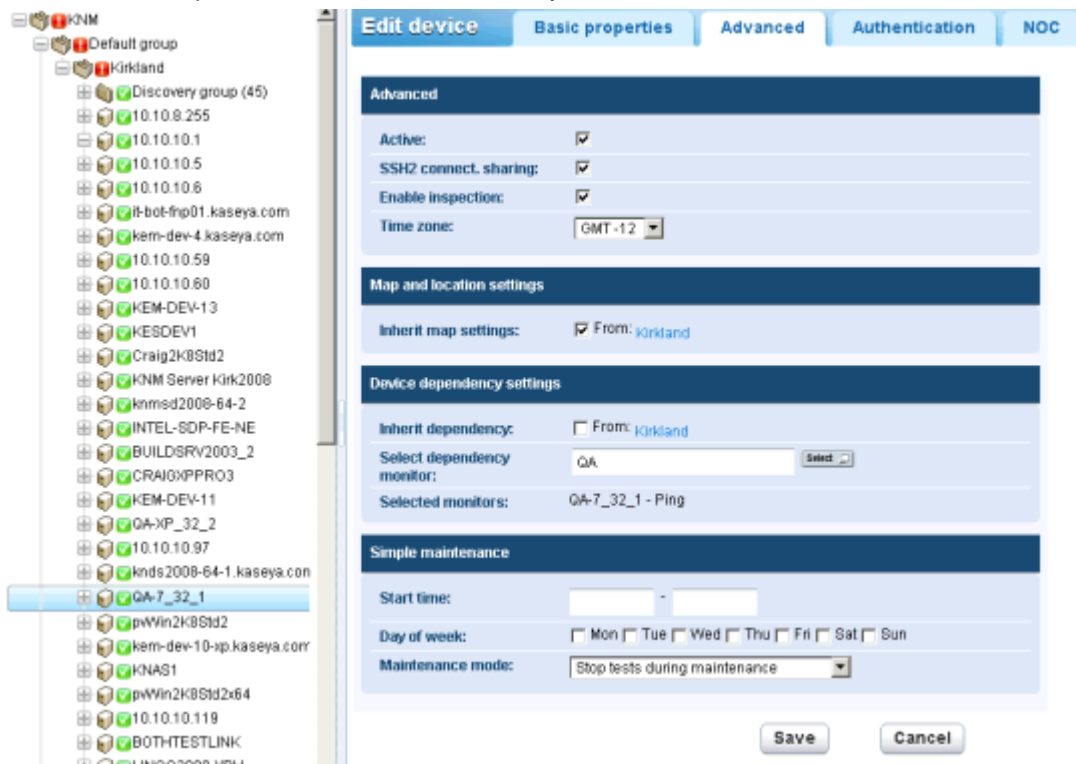 KNM
Default group
Kirkland
Discovery group (45)
10.10.8.255
10.10.10.1
10.10.10.5
10.10.10.6
it-bot-fnp01.kaseya.com
kem-dev-4.kaseya.com
10.10.10.59
10.10.10.60
KEM-DEV-13
KESDEV1
Craig2K8Std2
KNM Server Kirk2008
knmsd2008-64-2
INTEL-SDP-FE-NE
BUILDSRV2003_2
CRAIGXPPRO3
KEM-DEV-11
QA-XP_32_2
10.10.10.97
knds2008-64-1.kaseya.con
QA-7_32_1
pwWin2K8Std2
kem-dev-10-xp.kaseya.com
KNAS1
pwWin2K8Std2x64
10.10.10.119
BOTHTESTLINK
Edit device Basic properties Advanced Authentication NOC
Advanced
Active:
SSH2 connect. sharing:
Enable inspection:
Time zone: GMT -12
Map and location settings
Inherit map settings: From: Kirkland
Device dependency settings
Inherit dependency: From: Kirkland
Select dependency
monitor: QA Select
Selected monitors: QA-7_32_1 - Ping
Simple maintenance
Start time: -
Day of week: Mon Tue Wed Thu Fri Sat Sun
Maintenance mode: Stop tests during maintenance
Save Cancel